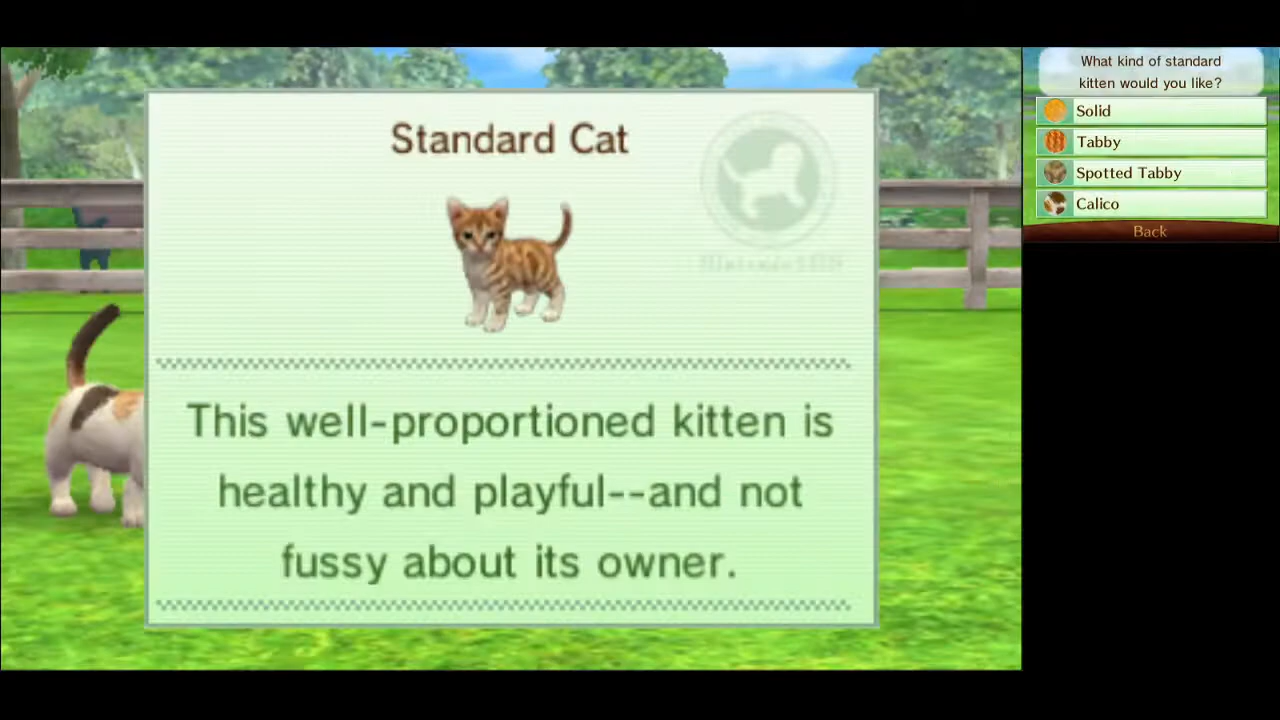 Standard Cat
This well-proportioned kitten is
healthy and playful--and not
fussy about its owner.
What kind of standard
kitten would you like?
Solid
Tabby
Spotted Tabby
Calico
Back